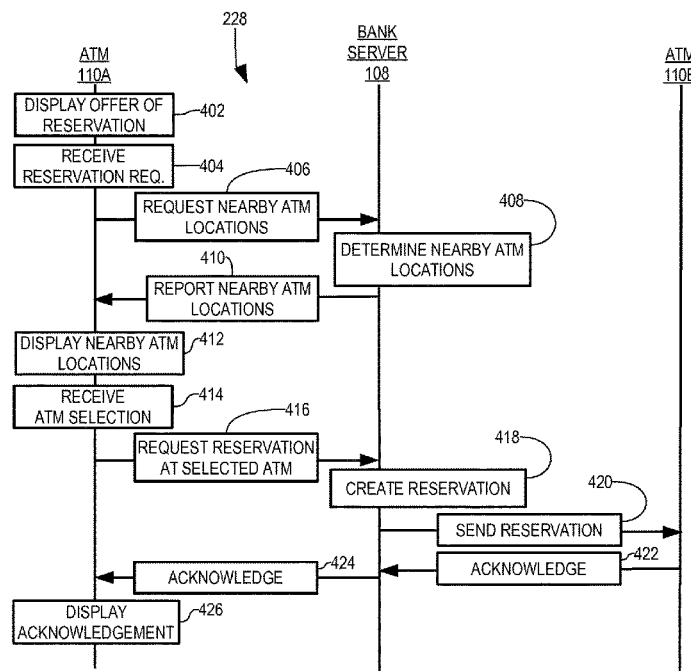 228
BANK
SERVER
108
ATM
110A
ATM
110B
DISPLAY OFFER OF
RESERVATION
402
RECEIVE
RESERVATION REQ.
404
406
REQUEST NEARBY ATM
LOCATIONS
408
DETERMINE NEARBY ATM
LOCATIONS
410
REPORT NEARBY ATM
LOCATIONS
DISPLAY NEARBY ATM
LOCATIONS
412
RECEIVE
ATM SELECTION
414
416
REQUEST RESERVATION
AT SELECTED ATM
418
CREATE RESERVATION
420
SEND RESERVATION
422
ACKNOWLEDGE
424
ACKNOWLEDGE
DISPLAY
ACKNOWLEDGEMENT
426